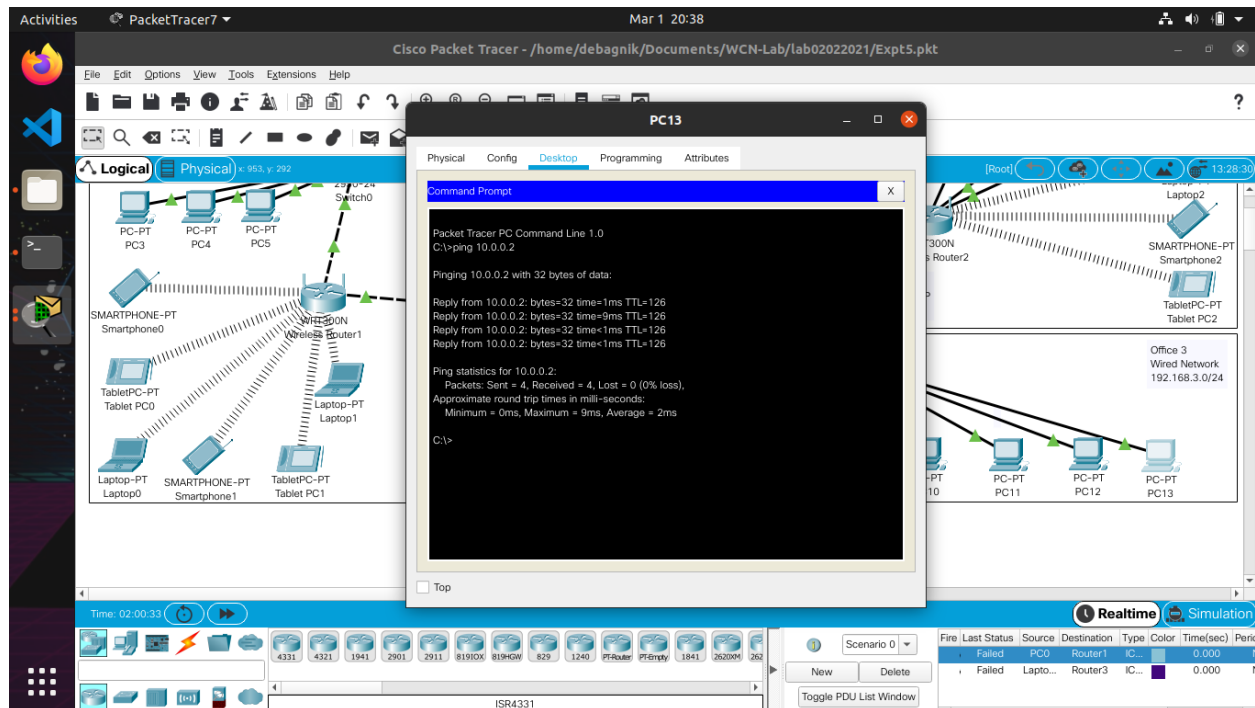 Activities PacketTracer7 Mar 1 20:38
Cisco Packet Tracer - /home/debagnik/Documents/WCN-Lab/lab02022021/Expt5.pkt
File Edit Options View Tools Extensions Help
?
PC13
Physical Config Desktop Programming Attributes
Command Prompt X
Packet Tracer PC Command Line 1.0
C:\>ping 10.0.0.2
Pinging 10.0.0.2 with 32 bytes of data:
Reply from 10.0.0.2: bytes=32 time=1ms TTL=126
Reply from 10.0.0.2: bytes=32 time=9ms TTL=126
Reply from 10.0.0.2: bytes=32 time<1ms TTL=126
Reply from 10.0.0.2: bytes=32 time<1ms TTL=126
Ping statistics for 10.0.0.2:
Packets: Sent = 4, Received = 4, Lost = 0 (0% loss),
Approximate round trip times in milli-seconds:
Minimum = 0ms, Maximum = 9ms, Average = 2ms
C:\>
Top
Logical Physical x: 953, y: 292
[Root] 13:28:30
Switch0
PC-PT
PC3
PC-PT
PC4
PC-PT
PC5
SMARTPHONE-PT
Smartphone0
WRT300N
Wireless Router1
TabletPC-PT
Tablet PC0
Laptop-PT
Laptop1
Laptop-PT
Laptop0
SMARTPHONE-PT
Smartphone1
TabletPC-PT
Tablet PC1
Laptop2
300N
s Router2
SMARTPHONE-PT
Smartphone2
TabletPC-PT
Tablet PC2
Office 3
Wired Network
192.168.3.0/24
-PT
10
PC-PT
PC11
PC-PT
PC12
PC-PT
PC13
Time: 02:00:33
Realtime Simulation
4331 4321 1941 2901 2911 819IOX 819HGW 829 1240 PT-Router PT-Empty 1841 2620XM 262
ISR4331
Scenario 0
New Delete
Toggle PDU List Window
Fire Last Status Source Destination Type Color Time(sec) Perio
Failed PC0 Router1 IC... 0.000 N
Failed Lapto... Router3 IC... 0.000 N